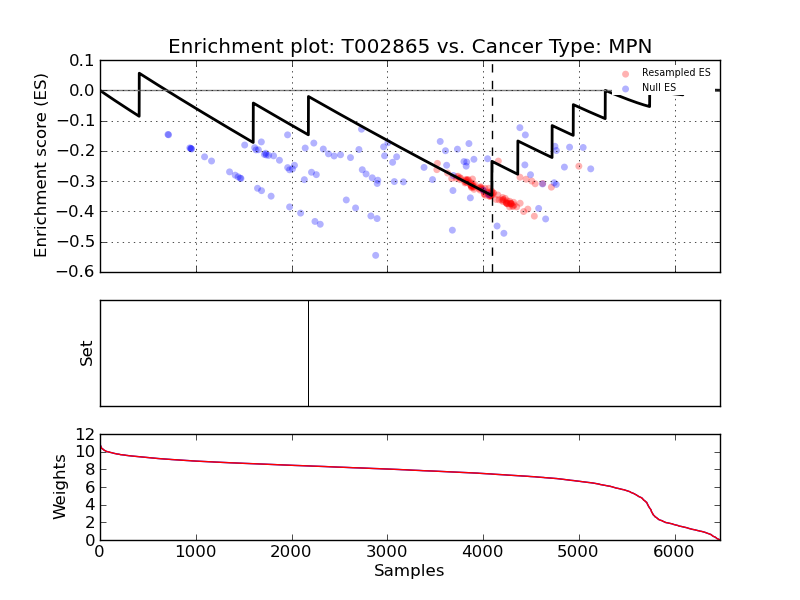 Enrichment plot: T002865 vs. Cancer Type: MPN
Enrichment score (ES)
0.1
0.0
−0.1
−0.2
−0.3
−0.4
−0.5
−0.6
Resampled ES
Null ES
Set
Weights
12
10
8
6
4
2
0
0 1000 2000 3000 4000 5000 6000
Samples